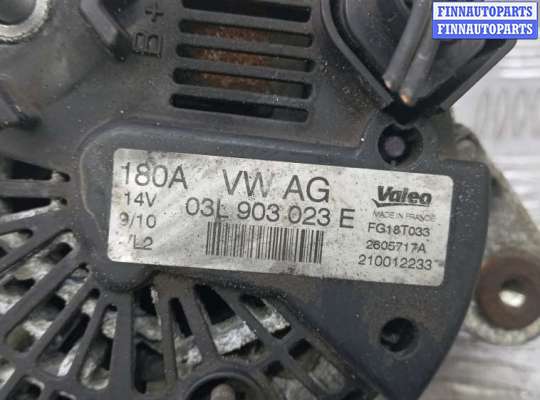 FINNAUTOPARTS
FINNAUTOPARTS
B+
180A VW AG
14V 03L 903 023 E
9/10
L2
Valeo
MADE IN FRANCE
FG18T033
2605717A
210012233